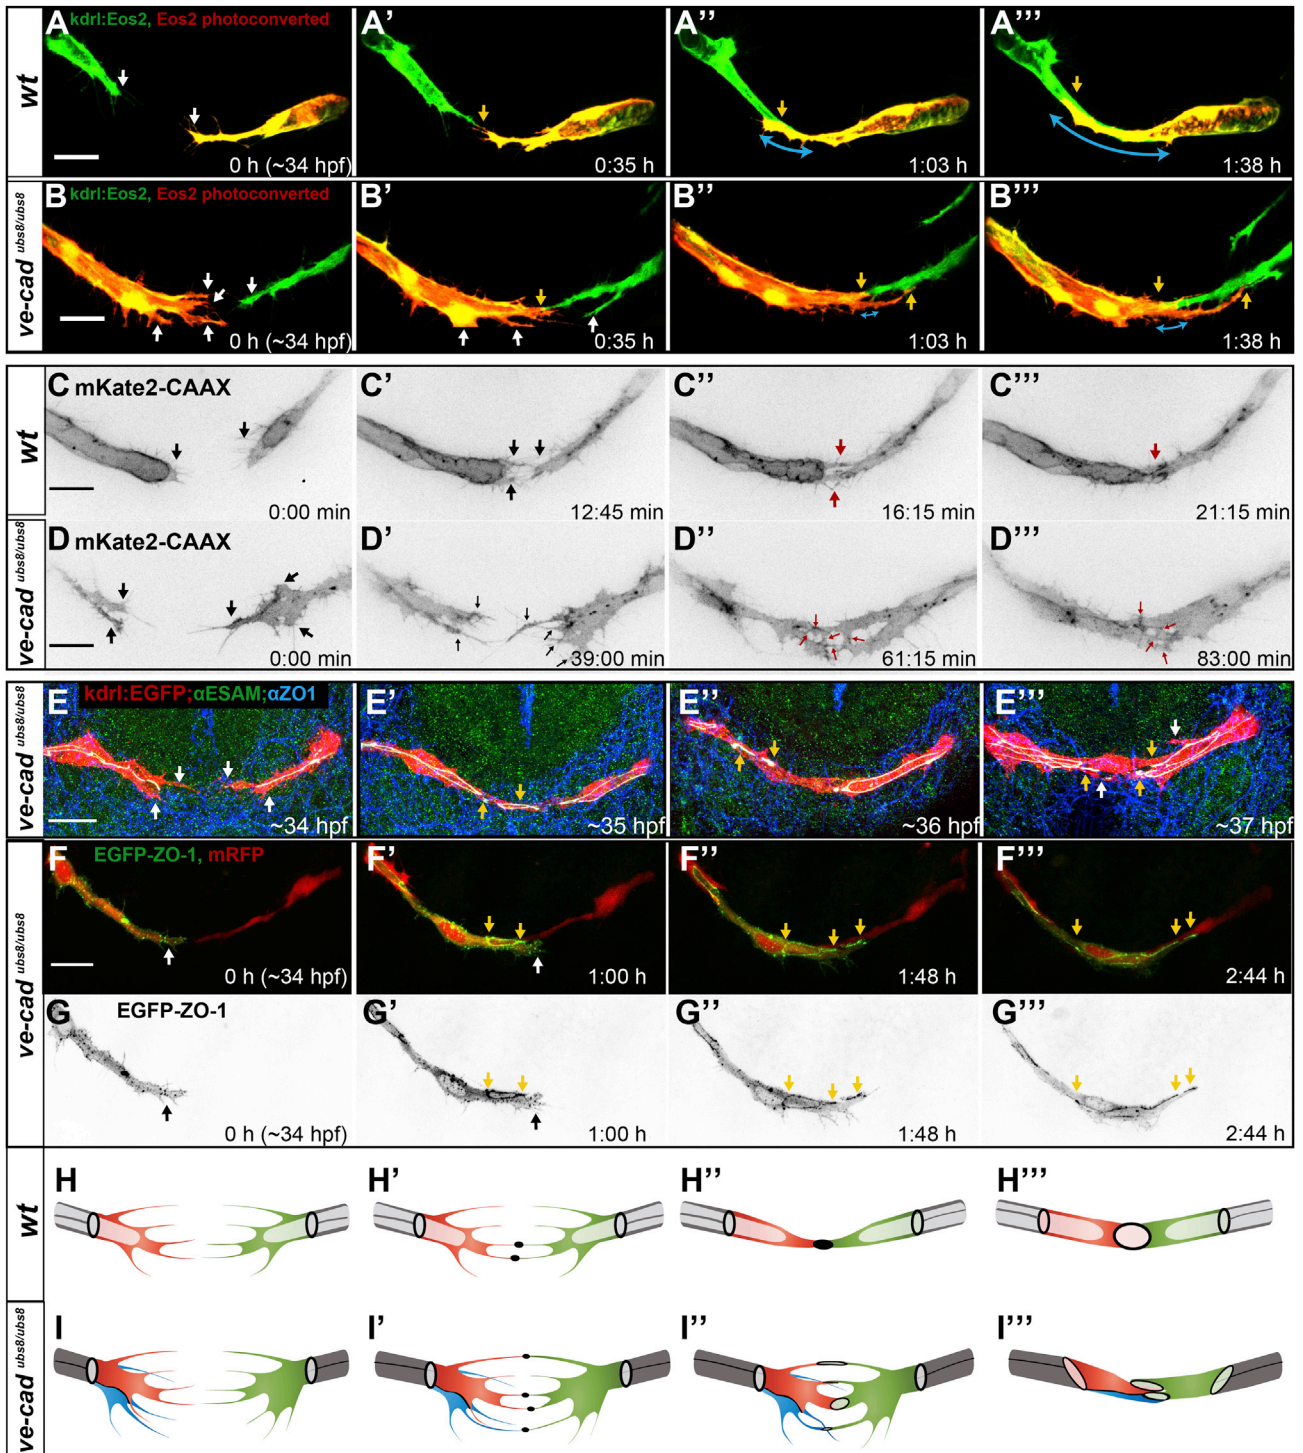 A kdrl:Eos2, Eos2 photoconverted A’ A’’ A’’’
wt
0 h (~34 hpf) 0:35 h 1:03 h 1:38 h
B kdrl:Eos2, Eos2 photoconverted B’ B’’ B’’’
ve-cad ubs8/ubs8
0 h (~34 hpf) 0:35 h 1:03 h 1:38 h
C mKate2-CAAX C’ C’’ C’’’
wt
0:00 min 12:45 min 16:15 min 21:15 min
D mKate2-CAAX D’ D’’ D’’’
ve-cad ubs8/ubs8
0:00 min 39:00 min 61:15 min 83:00 min
E kdrl:EGFP;αESAM;αZO1 E’ E’’ E’’’
ve-cad ubs8/ubs8
~34 hpf ~35 hpf ~36 hpf ~37 hpf
F EGFP-ZO-1, mRFP F’ F’’ F’’’
0 h (~34 hpf) 1:00 h 1:48 h 2:44 h
ve-cad ubs8/ubs8
G EGFP-ZO-1 G’ G’’ G’’’
0 h (~34 hpf) 1:00 h 1:48 h 2:44 h
H H’ H’’ H’’’
wt
I I’ I’’ I’’’
ve-cad ubs8/ubs8